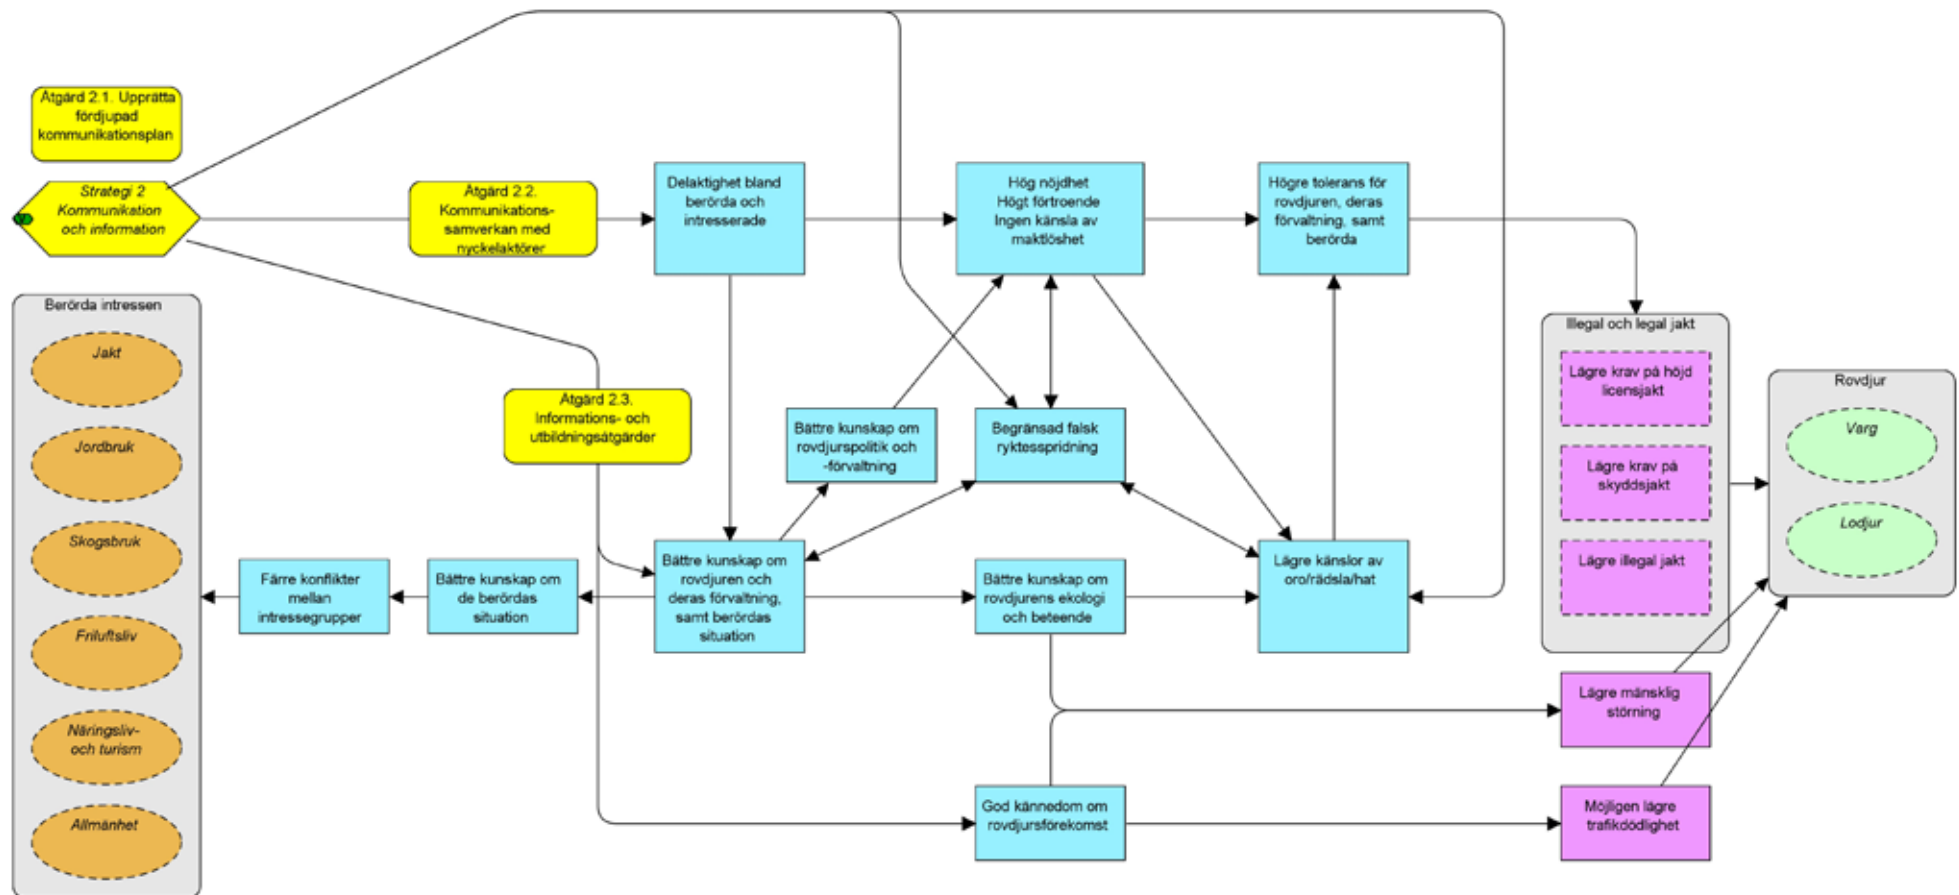 Åtgärd 2.1. Upprätta
fördjupad
kommunikationsplan
Strategi 2
Kommunikation
och information
Åtgärd 2.2.
Kommunikations-
samverkan med
nyckelaktörer
Delaktighet bland
berörda och
intresserade
Hög nöjdhet
Högt förtroende
Ingen känsla av
maktlöshet
Högre tolerans för
rovdjuren, deras
förvaltning, samt
berörda
Berörda intressen
Jakt
Jordbruk
Skogsbruk
Friluftsliv
Näringsliv-
och turism
Allmänhet
Åtgärd 2.3.
Informations- och
utbildningsåtgärder
Bättre kunskap om
rovdjurspolitik och
-förvaltning
Begränsad falsk
ryktesspridning
Färre konflikter
mellan
intressegrupper
Bättre kunskap om
de berördas
situation
Bättre kunskap om
rovdjuren och
deras förvaltning,
samt berördas
situation
Bättre kunskap om
rovdjurens ekologi
och beteende
Lägre känslor av
oro/rädsla/hat
God kännedom om
rovdjursförekomst
Illegal och legal jakt
Lägre krav på höjd
licensjakt
Lägre krav på
skyddsjakt
Lägre illegal jakt
Lägre mänsklig
störning
Möjligen lägre
trafikdödlighet
Rovdjur
Varg
Lodjur